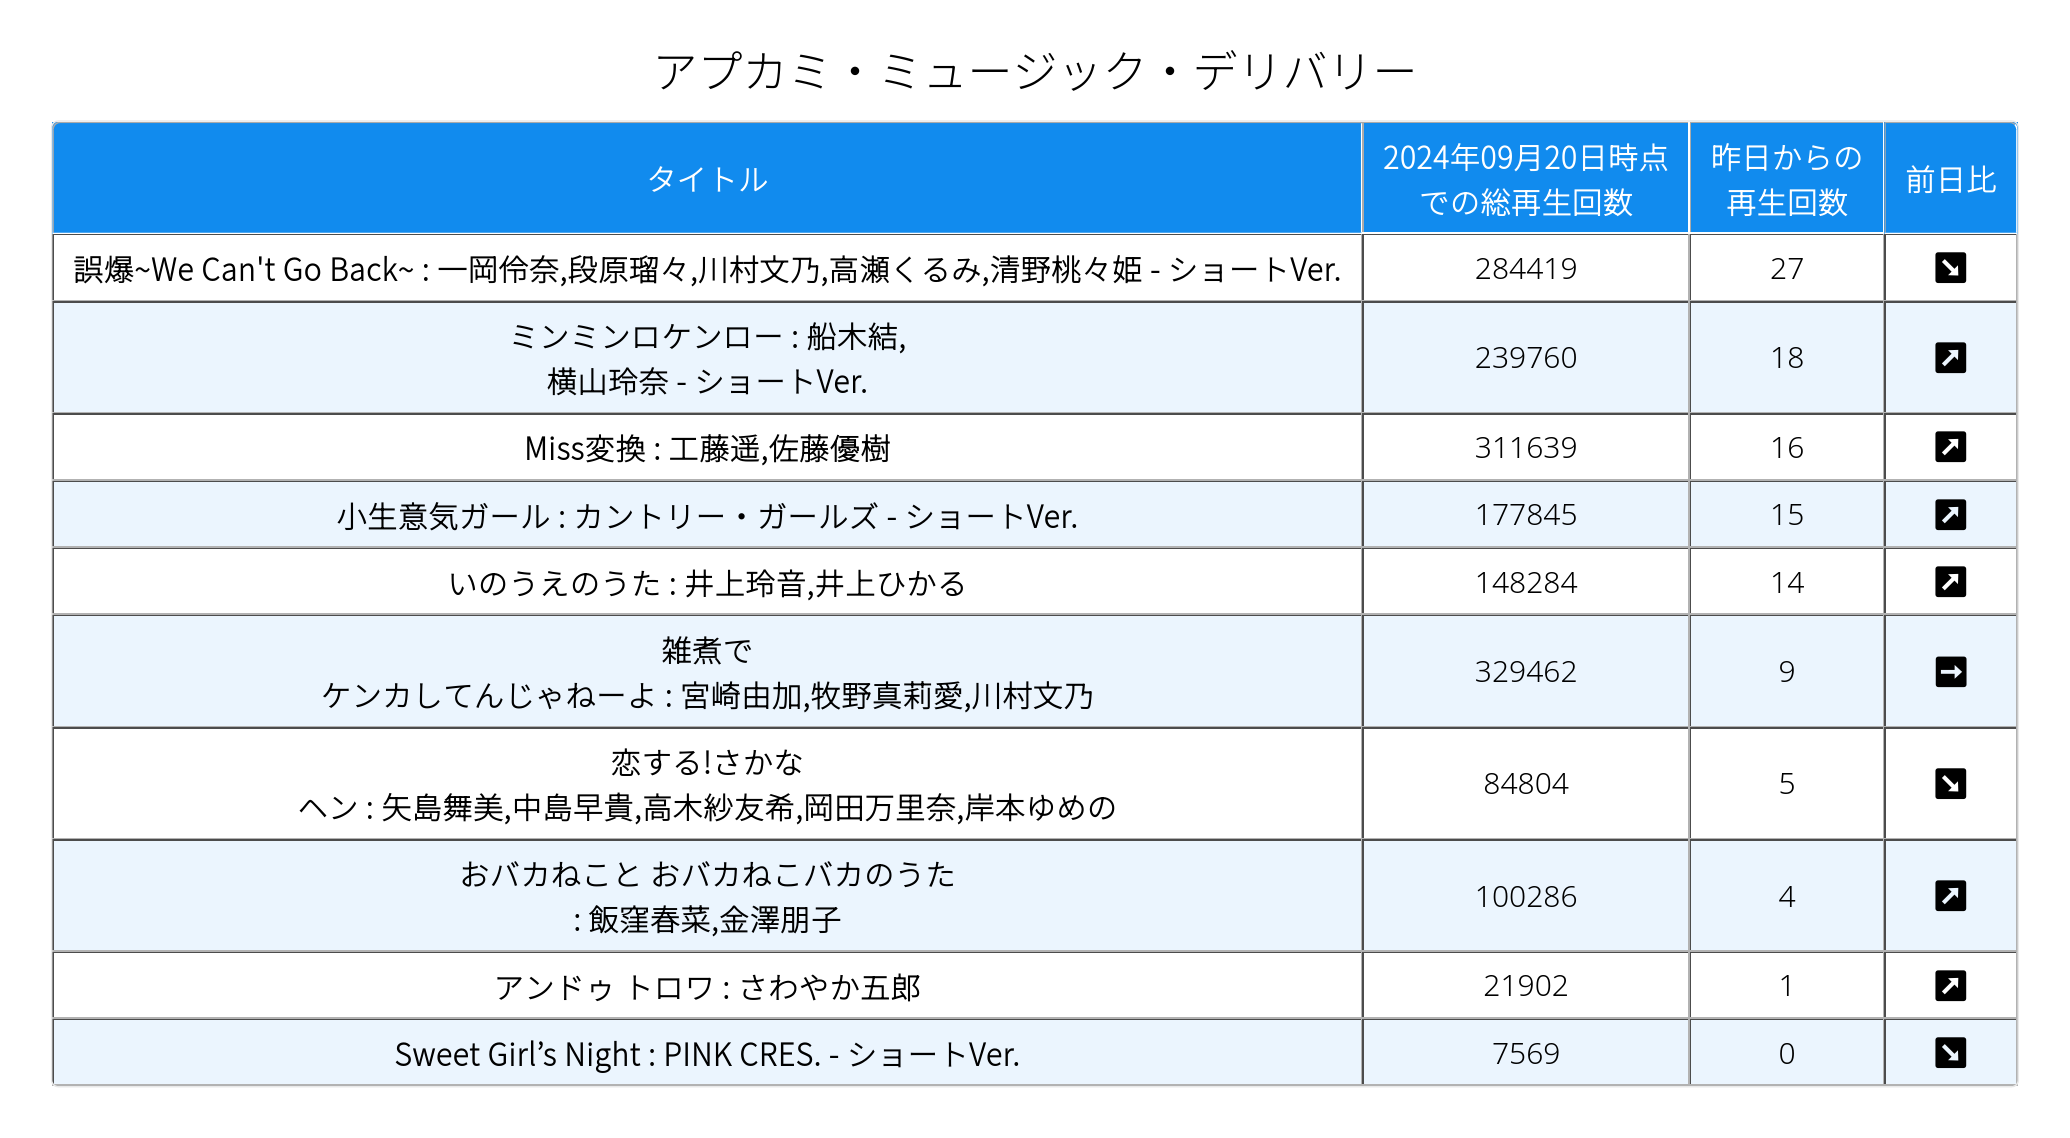 アプカミ・ミュージック・デリバリー
タイトル
2024年09月20日時点
での総再生回数
昨日からの
再生回数
前日比
誤爆~We Can't Go Back~ : 一岡伶奈,段原瑠々,川村文乃,高瀬くるみ,清野桃々姫 - ショートVer.
284419
27
ミンミンロケンロー : 船木結,
横山玲奈 - ショートVer.
239760
18
Miss変換 : 工藤遥,佐藤優樹
311639
16
小生意気ガール : カントリー・ガールズ - ショートVer.
177845
15
いのうえのうた : 井上玲音,井上ひかる
148284
14
雑煮で
ケンカしてんじゃねーよ : 宮崎由加,牧野真莉愛,川村文乃
329462
9
恋する!さかな
ヘン : 矢島舞美,中島早貴,高木紗友希,岡田万里奈,岸本ゆめの
84804
5
おバカねこと おバカねこバカのうた
: 飯窪春菜,金澤朋子
100286
4
アンドゥ トロワ : さわやか五郎
21902
1
Sweet Girl’s Night : PINK CRES. - ショートVer.
7569
0